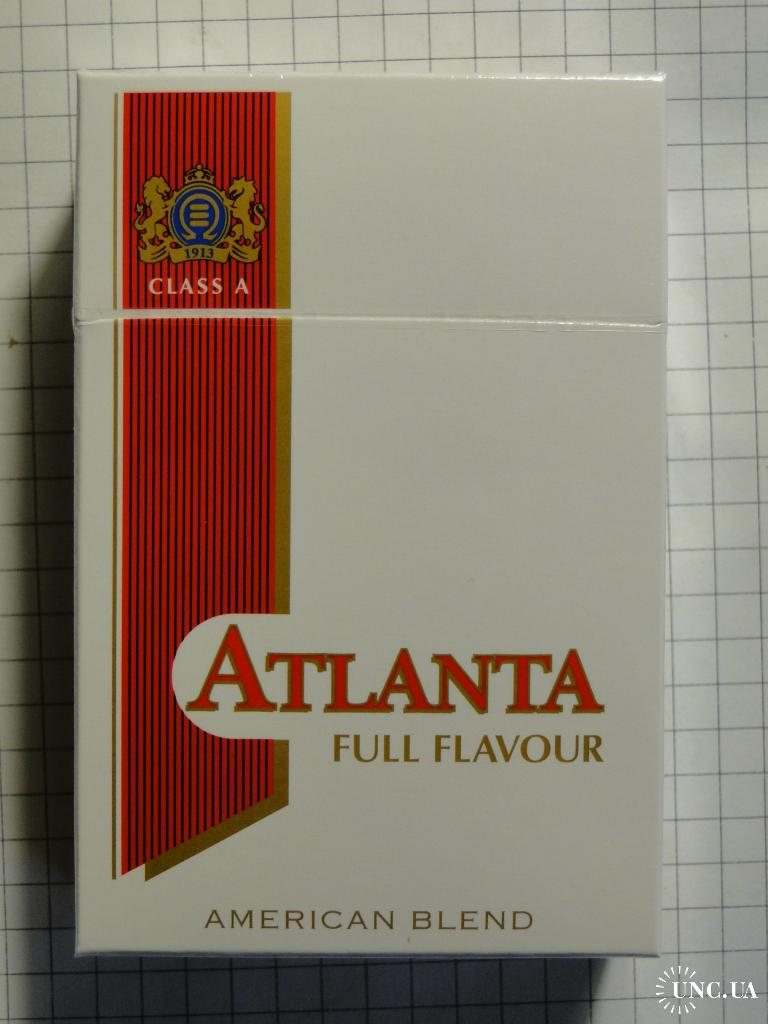 1913
CLASS A
ATLANTA
FULL FLAVOUR
AMERICAN BLEND
UNC.UA